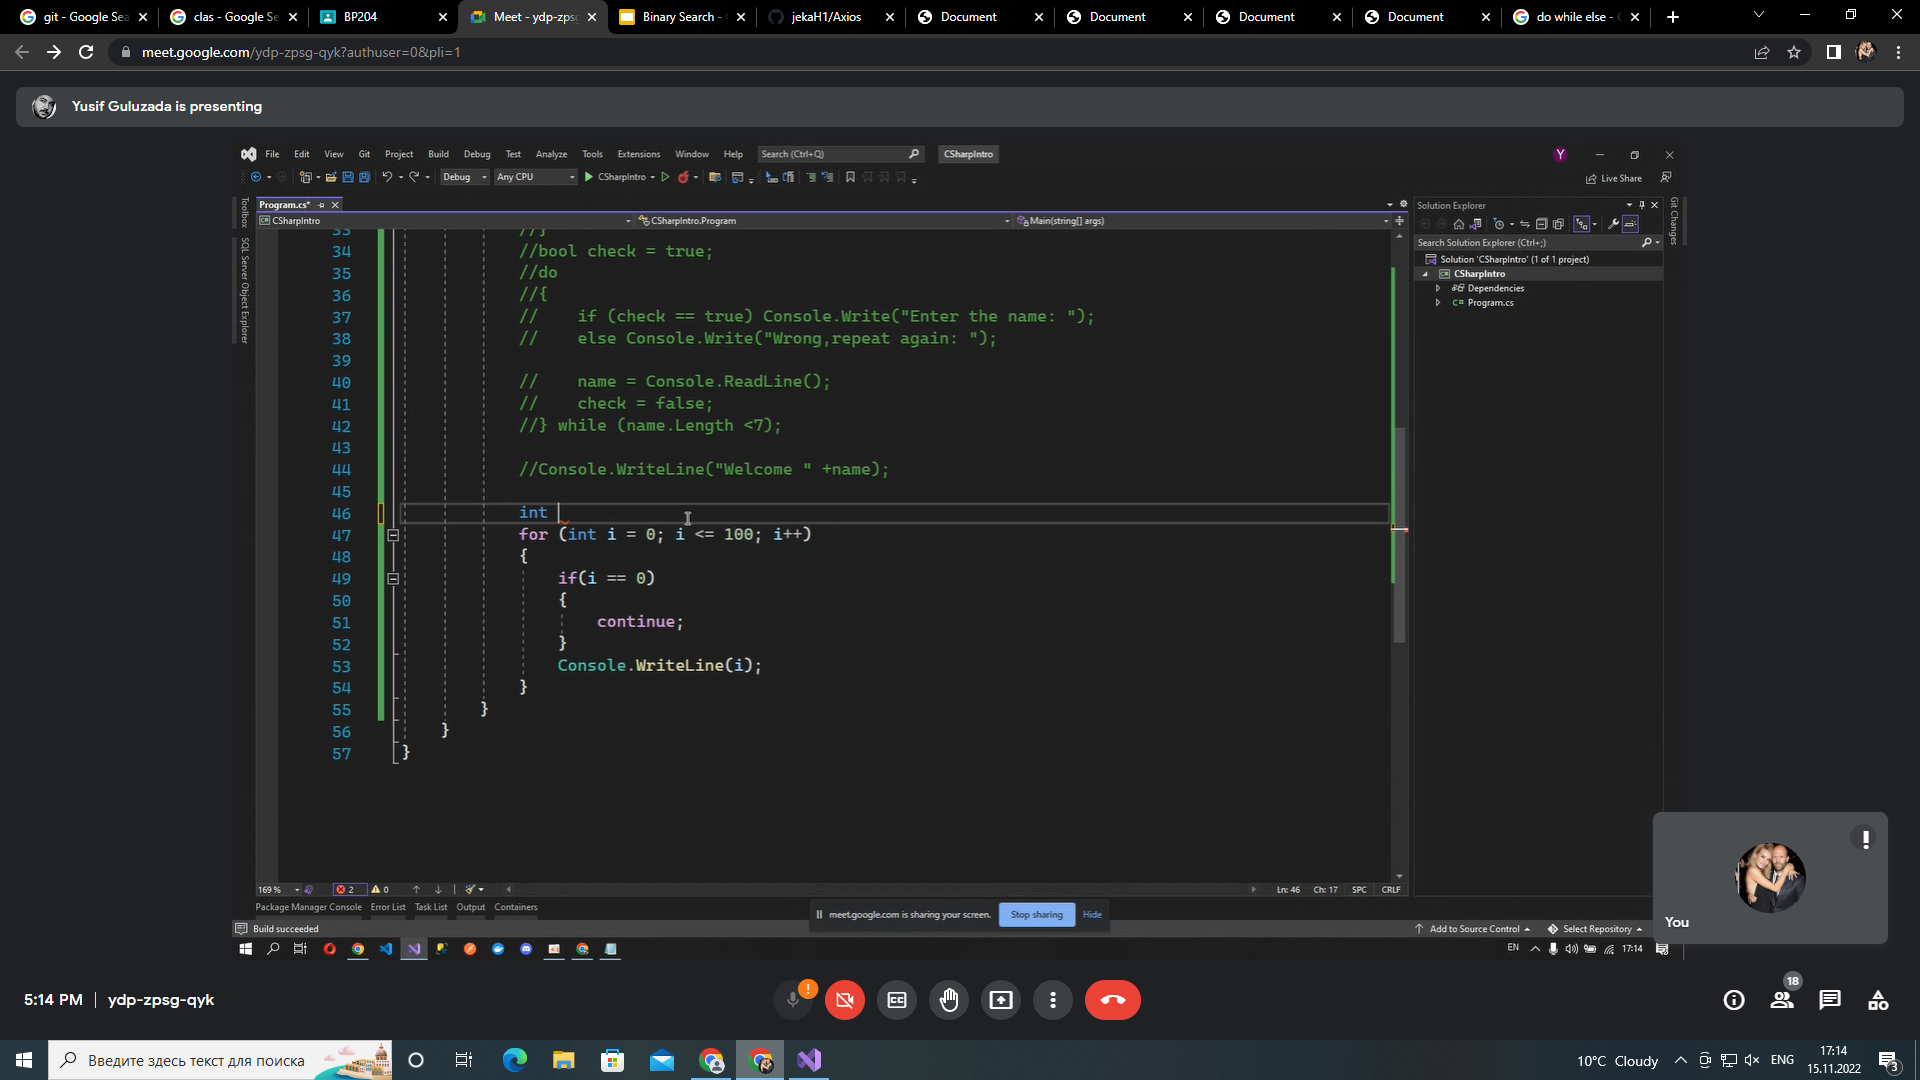 git - Google Sea
clas - Google Se
BP204
Meet - ydp-zpsg
Binary Search -
jekaH1/Axios
Document
Document
Document
Document
do while else -
meet.google.com/ydp-zpsg-qyk?authuser=0&pli=1
Yusif Guluzada is presenting
File Edit View Git Project Build Debug Test Analyze Tools Extensions Window Help Search (Ctrl+Q) CSharpIntro
Y
Debug Any CPU CSharpIntro
Live Share
Program.cs*
CSharpIntro
CSharpIntro.Program
Main(string[] args)
Toolbox
SQL Server Object Explorer
33 //}
34 //bool check = true;
35 //do
36 //{
37 //    if (check == true) Console.Write("Enter the name: ");
38 //    else Console.Write("Wrong,repeat again: ");
39
40 //    name = Console.ReadLine();
41 //    check = false;
42 //} while (name.Length <7);
43
44 //Console.WriteLine("Welcome " +name);
45
46 int
47 for (int i = 0; i <= 100; i++)
48 {
49 if(i == 0)
50 {
51 continue;
52 }
53 Console.WriteLine(i);
54 }
55 }
56 }
57 }
Solution Explorer
Search Solution Explorer (Ctrl+;)
Solution 'CSharpIntro' (1 of 1 project)
CSharpIntro
Dependencies
C# Program.cs
Git Changes
169 % 2 0
Ln: 46 Ch: 17 SPC CRLF
Package Manager Console Error List Task List Output Containers
meet.google.com is sharing your screen. Stop sharing Hide
Build succeeded
Add to Source Control
Select Repository
EN 17:14
You
5:14 PM | ydp-zpsg-qyk
18
Введите здесь текст для поиска
10°C Cloudy
ENG
17:14
15.11.2022
3